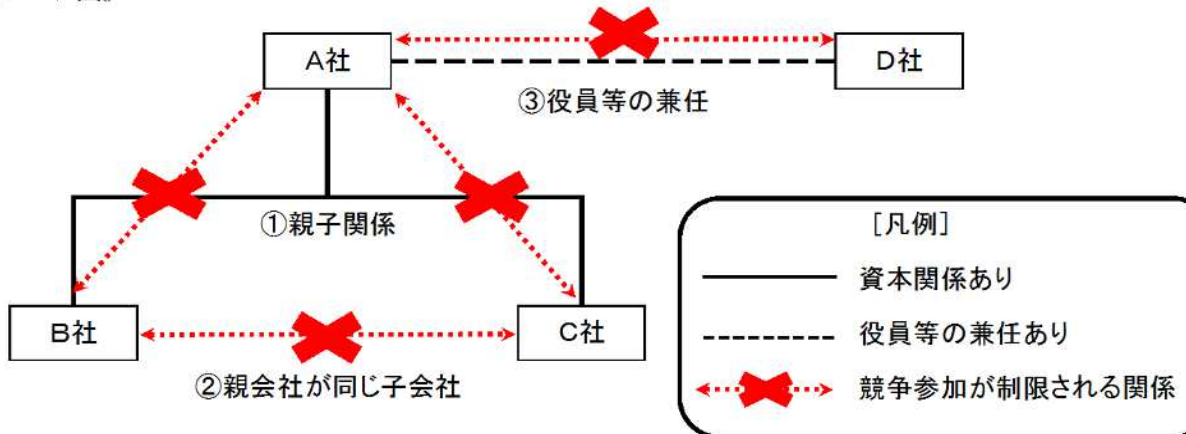 A社
D社
③役員等の兼任
①親子関係
B社
C社
②親会社が同じ子会社
[凡例]
資本関係あり
役員等の兼任あり
競争参加が制限される関係